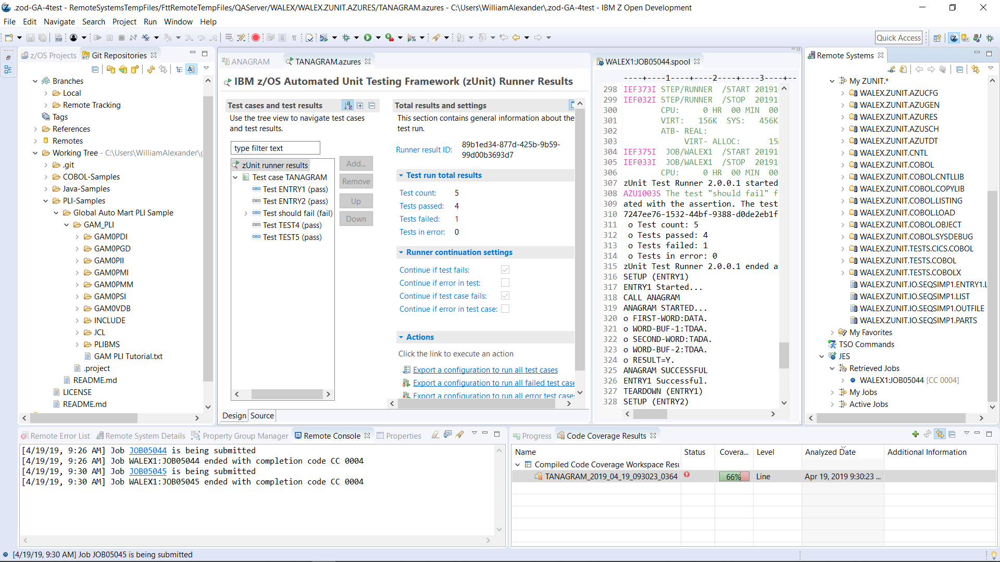 .zod-GA-4test - RemoteSystemsTempFiles/FttRemoteTempFiles/QAServer/WALEX/WALEX.ZUNIT.AZURES/TANAGRAM.azures - C:\Users\WilliamAlexander\.zod-GA-4test - IBM Z Open Development
File Edit Navigate Search Project Run Window Help
Quick Access
z/OS Projects Git Repositories
Branches
Local
Remote Tracking
Tags
References
Remotes
Working Tree - C:\Users\WilliamAlexander\g
.git
COBOL-Samples
Java-Samples
PLI-Samples
Global Auto Mart PLI Sample
GAM_PLI
GAM0PDI
GAM0PGD
GAM0PII
GAM0PMI
GAM0PMM
GAM0PSI
GAM0VDB
INCLUDE
JCL
PLIBMS
GAM PLI Tutorial.txt
.project
README.md
LICENSE
README.md
ANAGRAM TANAGRAM.azures
IBM z/OS Automated Unit Testing Framework (zUnit) Runner Results
Test cases and test results
Use the tree view to navigate test cases
and test results.
type filter text
zUnit runner results
Test case TANAGRAM
Test ENTRY1 (pass)
Test ENTRY2 (pass)
Test should fail (fail)
Test TEST4 (pass)
Test TEST5 (pass)
Add...
Remove
Up
Down
Total results and settings
This section contains general information about the
test run.
Runner result ID: 89b1ed34-877d-425b-9b59-
99d00b3693d7
Test run total results
Test count: 5
Tests passed: 4
Tests failed: 1
Tests in error: 0
Runner continuation settings
Continue if test fails:
Continue if error in test:
Continue if test case fails:
Continue if error in test case:
Actions
Click the link to execute an action
Export a configuration to run all test cases
Export a configuration to run all failed test case
Export a configuration to run all error test cases
Design Source
WALEX1:JOB05044.spool
----+----1----+----2----+----3----+--
298 IEF373I STEP/RUNNER /START 20191
299 IEF032I STEP/RUNNER /STOP 20191
300 CPU: 0 HR 00 MIN 00
301 VIRT: 156K SYS: 456K
302 ATB- REAL:
303 VIRT- ALLOC: 15
304 IEF375I JOB/WALEX1 /START 20191
305 IEF033I JOB/WALEX1 /STOP 20191
306 CPU: 0 HR 00 MIN 00
307 zUnit Test Runner 2.0.0.1 started
308 AZU1003S The test "should fail" f
309 ated with the assertion. The test
310 7247ee76-1532-44bf-9388-d0de2eb1f
311 o Test count: 5
312 o Tests passed: 4
313 o Tests failed: 1
314 o Tests in error: 0
315 zUnit Test Runner 2.0.0.1 ended a
316 SETUP (ENTRY1)
317 ENTRY1 Started...
318 CALL ANAGRAM
319 ANAGRAM STARTED...
320 o FIRST-WORD:DATA.
321 o WORD-BUF-1:TDAA.
322 o SECOND-WORD:TADA.
323 o WORD-BUF-2:TDAA.
324 o RESULT=Y.
325 ANAGRAM SUCCESSFUL
326 ENTRY1 Successful.
327 TEARDOWN (ENTRY1)
328 SETUP (ENTRY2)
Remote Systems
My ZUNIT.*
WALEX.ZUNIT.AZUCFG
WALEX.ZUNIT.AZUGEN
WALEX.ZUNIT.AZURES
WALEX.ZUNIT.AZUSCH
WALEX.ZUNIT.AZUTDT
WALEX.ZUNIT.CNTL
WALEX.ZUNIT.COBOL
WALEX.ZUNIT.COBOL.CNTLLIB
WALEX.ZUNIT.COBOL.COPYLIB
WALEX.ZUNIT.COBOL.LISTING
WALEX.ZUNIT.COBOL.LOAD
WALEX.ZUNIT.COBOL.OBJECT
WALEX.ZUNIT.COBOL.SYSDEBUG
WALEX.ZUNIT.TESTS.CICS.COBOL
WALEX.ZUNIT.TESTS.COBOL
WALEX.ZUNIT.TESTS.COBOLX
WALEX.ZUNIT.IO.SEQSIMP1.ENTRY1.L
WALEX.ZUNIT.IO.SEQSIMP1.LIST
WALEX.ZUNIT.IO.SEQSIMP1.OUTFILE
WALEX.ZUNIT.IO.SEQSIMP1.PARTS
My Favorites
TSO Commands
JES
Retrieved Jobs
WALEX1:JOB05044 [CC 0004]
My Jobs
Active Jobs
Remote Error List Remote System Details Property Group Manager Remote Console Properties
[4/19/19, 9:26 AM] Job JOB05044 is being submitted
[4/19/19, 9:26 AM] Job WALEX1:JOB05044 ended with completion code CC 0004
[4/19/19, 9:30 AM] Job JOB05045 is being submitted
[4/19/19, 9:30 AM] Job WALEX1:JOB05045 ended with completion code CC 0004
Progress Code Coverage Results
Name Status Covera... Level Analyzed Date Additional Information
Compiled Code Coverage Workspace Resu
TANAGRAM_2019_04_19_093023_0364 66% Line Apr 19, 2019 9:30:23 ...
[4/19/19, 9:30 AM] Job JOB05045 is being submitted